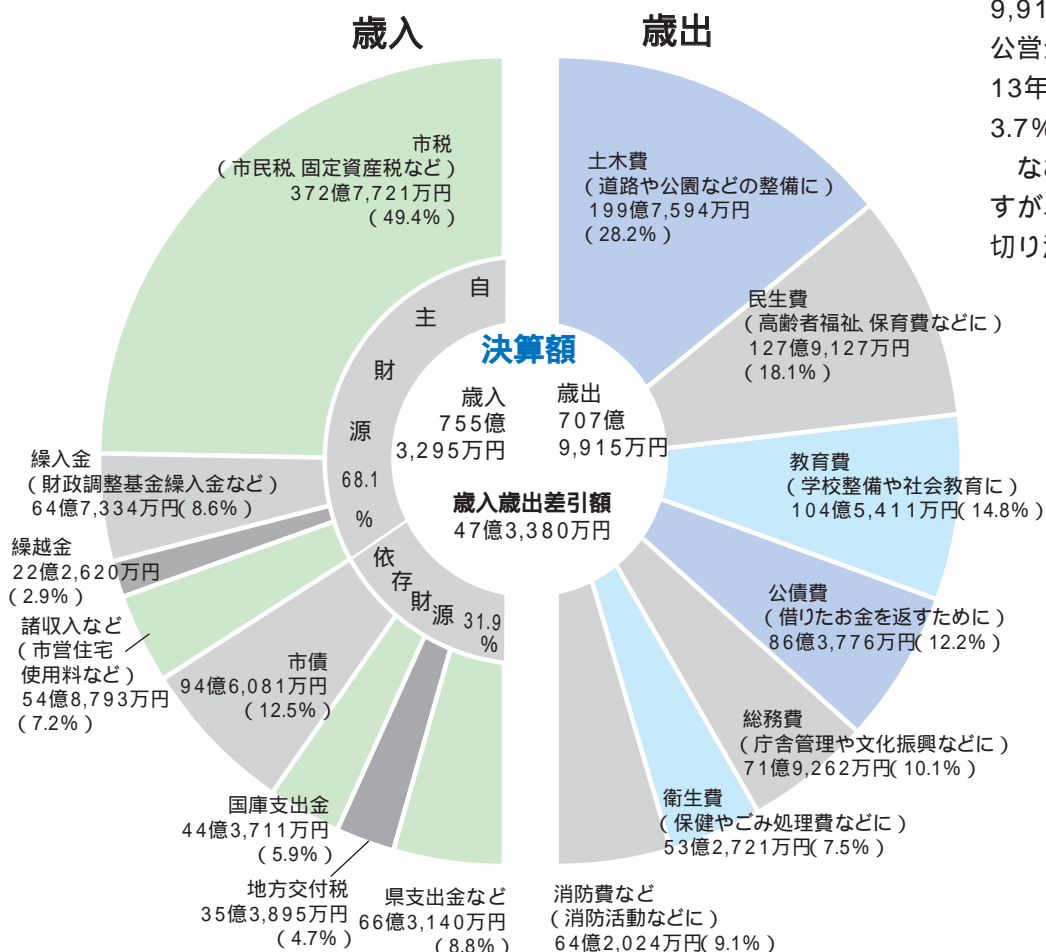 歳入
歳出
市税
(市民税、固定資産税など)
372億7,721万円
(49.4%)
自主財源
68.1
%
繰入金
(財政調整基金繰入金など)
64億7,334万円(8.6%)
繰越金
22億2,620万円
(2.9%)
諸収入など
(市営住宅
使用料など)
54億8,793万円
(7.2%)
依存財源
31.9
%
市債
94億6,081万円
(12.5%)
国庫支出金
44億3,711万円
(5.9%)
地方交付税
35億3,895万円
(4.7%)
県支出金など
66億3,140万円
(8.8%)
決算額
歳入
755億
3,295万円
歳出
707億
9,915万円
歳入歳出差引額
47億3,380万円
土木費
(道路や公園などの整備に)
199億7,594万円
(28.2%)
民生費
(高齢者福祉、保育費などに)
127億9,127万円
(18.1%)
教育費
(学校整備や社会教育に)
104億5,411万円(14.8%)
公債費
(借りたお金を返すために)
86億3,776万円(12.2%)
総務費
(庁舎管理や文化振興などに)
71億9,262万円(10.1%)
衛生費
(保健やごみ処理費などに)
53億2,721万円(7.5%)
消防費など
(消防活動などに)
64億2,024万円(9.1%)
9,91
公営
13年
3.7%
な
すが
切り